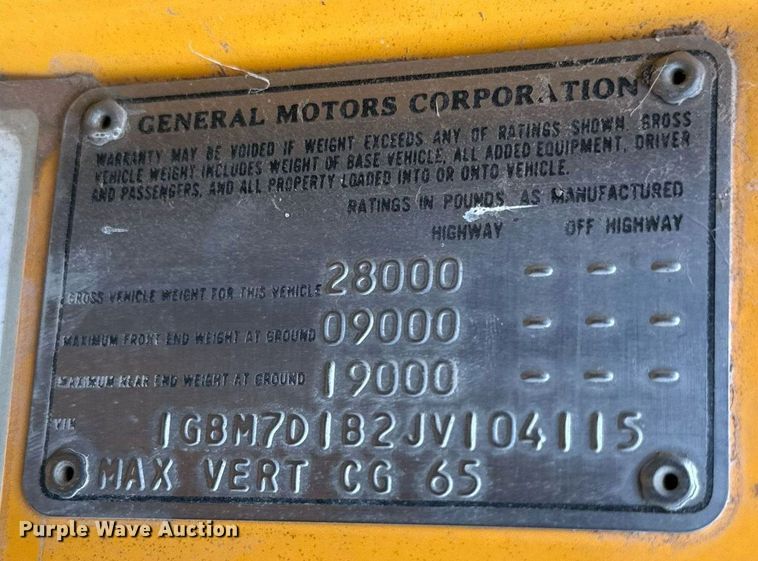 GENERAL MOTORS CORPORATION
WARRANTY MAY BE VOIDED IF WEIGHT EXCEEDS ANY OF RATINGS SHOWN. GROSS
VEHICLE WEIGHT INCLUDES WEIGHT OF BASE VEHICLE, ALL ADDED EQUIPMENT, DRIVER
AND PASSENGERS, AND ALL PROPERTY LOADED INTO OR ONTO VEHICLE.
RATINGS IN POUNDS AS MANUFACTURED
HIGHWAY OFF HIGHWAY
GROSS VEHICLE WEIGHT FOR THIS VEHICLE 28000 - - -
MAXIMUM FRONT END WEIGHT AT GROUND 09000 - - -
MAXIMUM REAR END WEIGHT AT GROUND 19000 - - -
VIN 1GBM7D1B2JV104115
MAX VERT CG 65
Purple Wave Auction